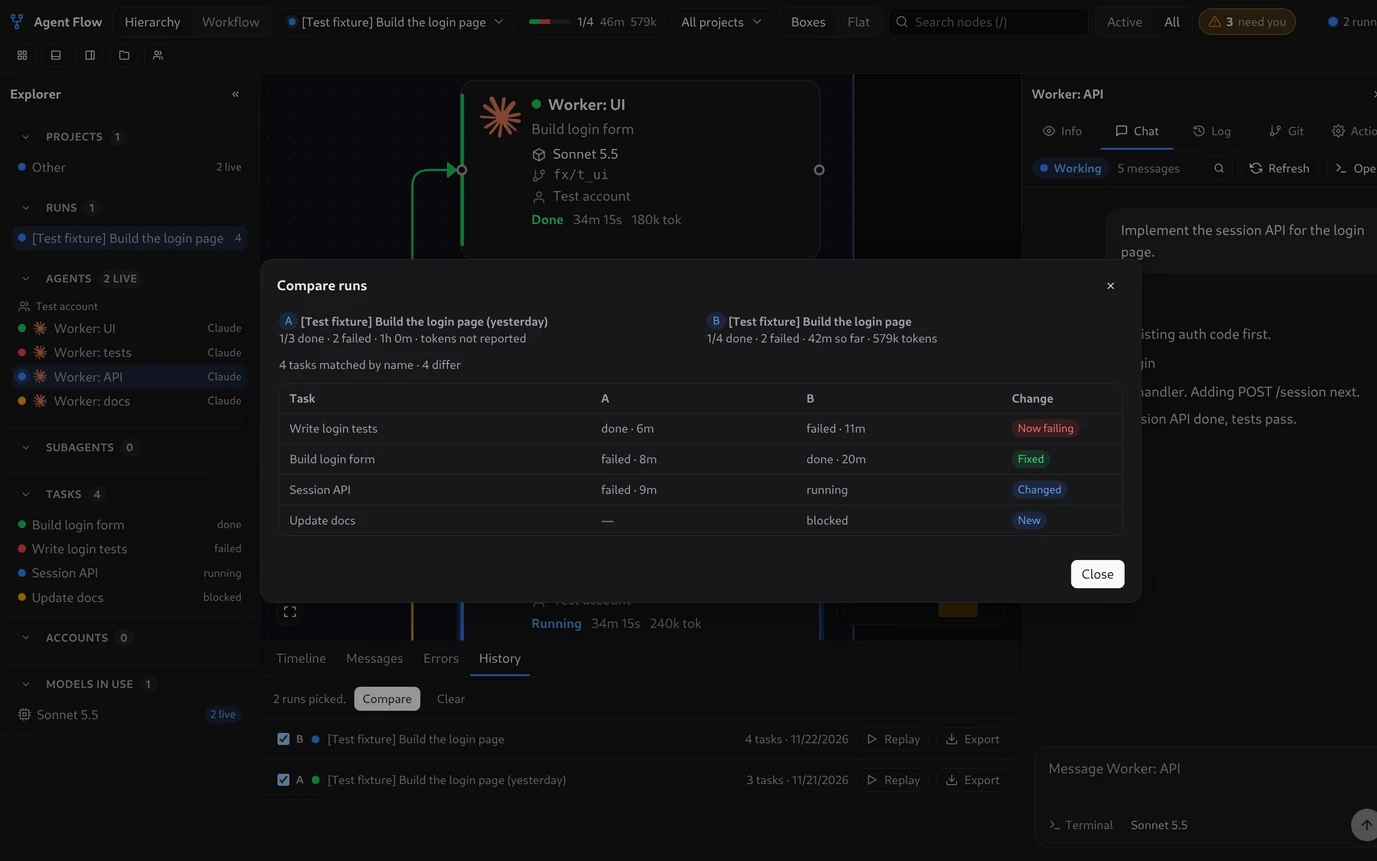 Agent Flow
Hierarchy
Workflow
[Test fixture] Build the login page
1/4 46m 579k
All projects
Boxes
Flat
Search nodes (/)
Active
All
3 need you
2 runn
Explorer
«
PROJECTS 1
Other 2 live
RUNS 1
[Test fixture] Build the login page 4
AGENTS 2 LIVE
Test account
Worker: UI Claude
Worker: tests Claude
Worker: API Claude
Worker: docs Claude
SUBAGENTS 0
TASKS 4
Build login form done
Write login tests failed
Session API running
Update docs blocked
ACCOUNTS 0
MODELS IN USE 1
Sonnet 5.5 2 live
Worker: UI
Build login form
Sonnet 5.5
fx/t_ui
Test account
Done 34m 15s 180k tok
Compare runs
×
A [Test fixture] Build the login page (yesterday)
1/3 done · 2 failed · 1h 0m · tokens not reported
B [Test fixture] Build the login page
1/4 done · 2 failed · 42m so far · 579k tokens
4 tasks matched by name · 4 differ
Task A B Change
Write login tests done · 6m failed · 11m Now failing
Build login form failed · 8m done · 20m Fixed
Session API failed · 9m running Changed
Update docs — blocked New
Close
Running 34m 15s 240k tok
Timeline Messages Errors History
2 runs picked. Compare Clear
B [Test fixture] Build the login page 4 tasks · 11/22/2026 Replay Export
A [Test fixture] Build the login page (yesterday) 3 tasks · 11/21/2026 Replay Export
Worker: API
Info Chat Log Git Actio
Working 5 messages Refresh Ope
Implement the session API for the login
page.
isting auth code first.
gin
handler. Adding POST /session next.
sion API done, tests pass.
Message Worker: API
Terminal Sonnet 5.5